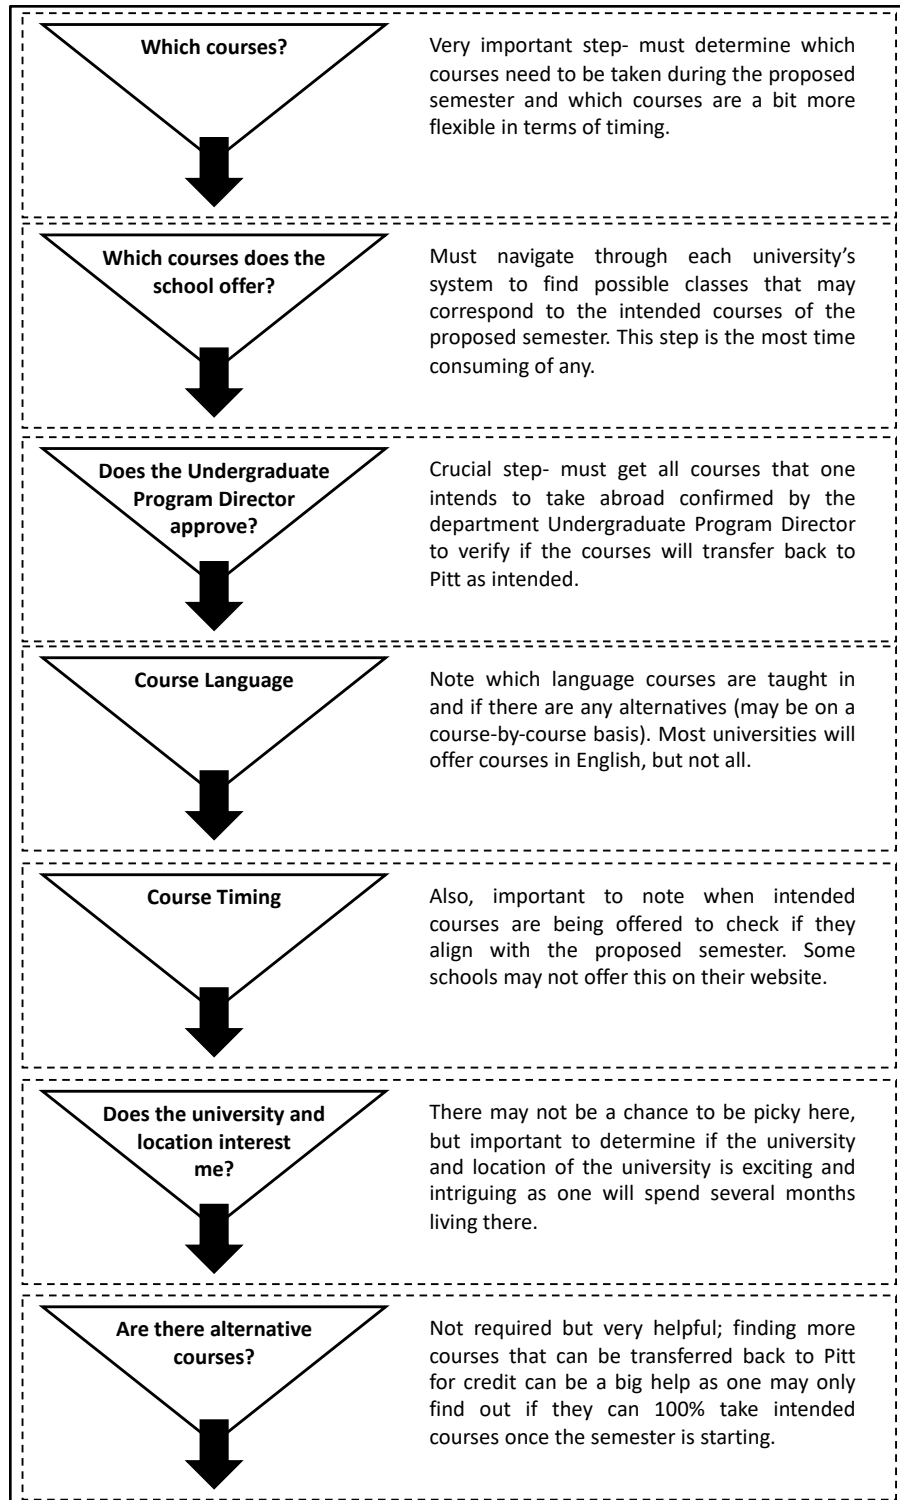 Which courses?
Very important step- must determine which
courses need to be taken during the proposed
semester and which courses are a bit more
flexible in terms of timing.
Which courses does the
school offer?
Must navigate through each university's
system to find possible classes that may
correspond to the intended courses of the
proposed semester. This step is the most time
consuming of any.
Does the Undergraduate
Program Director
approve?
Crucial step- must get all courses that one
intends to take abroad confirmed by the
department Undergraduate Program Director
to verify if the courses will transfer back to
Pitt as intended.
Course Language
Note which language courses are taught in
and if there are any alternatives (may be on a
course-by-course basis). Most universities will
offer courses in English, but not all.
Course Timing
Also, important to note when intended
courses are being offered to check if they
align with the proposed semester. Some
schools may not offer this on their website.
Does the university and
location interest
me?
There may not be a chance to be picky here,
but important to determine if the university
and location of the university is exciting and
intriguing as one will spend several months
living there.
Are there alternative
courses?
Not required but very helpful; finding more
courses that can be transferred back to Pitt
for credit can be a big help as one may only
find out if they can 100% take intended
courses once the semester is starting.